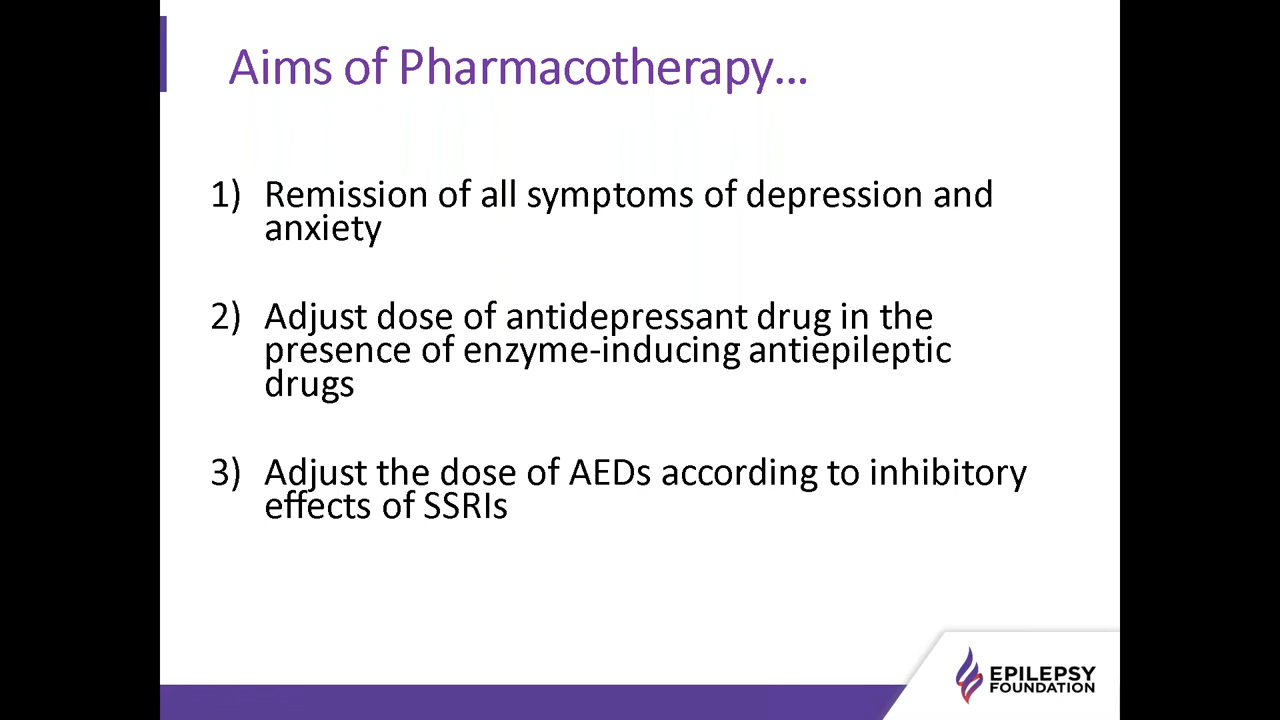 Aims of Pharmacotherapy...
1) Remission of all symptoms of depression and
anxiety
2) Adjust dose of antidepressant drug in the
presence of enzyme-inducing antiepileptic
drugs
3) Adjust the dose of AEDs according to inhibitory
effects of SSRIs
EPILEPSY
FOUNDATION